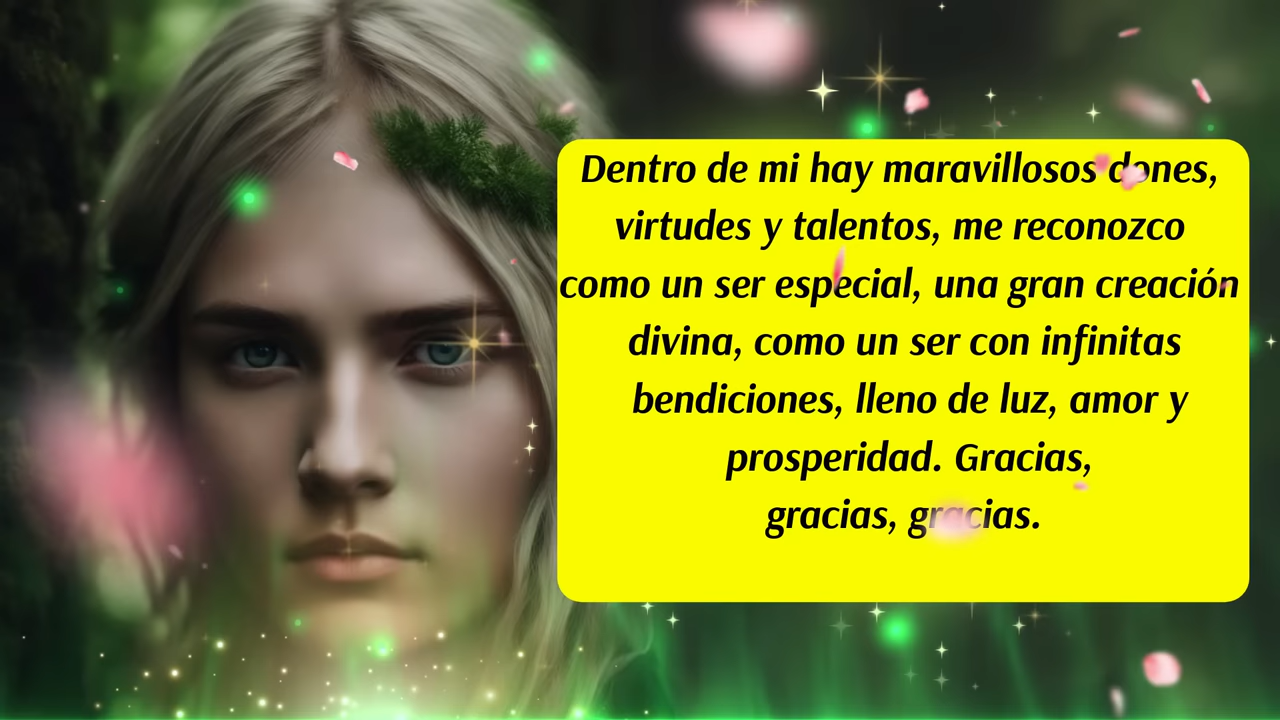 Dentro de mi hay maravillosos dones,
virtudes y talentos, me reconozco
como un ser especial, una gran creación
divina, como un ser con infinitas
bendiciones, lleno de luz, amor y
prosperidad. Gracias,
gracias, gracias.